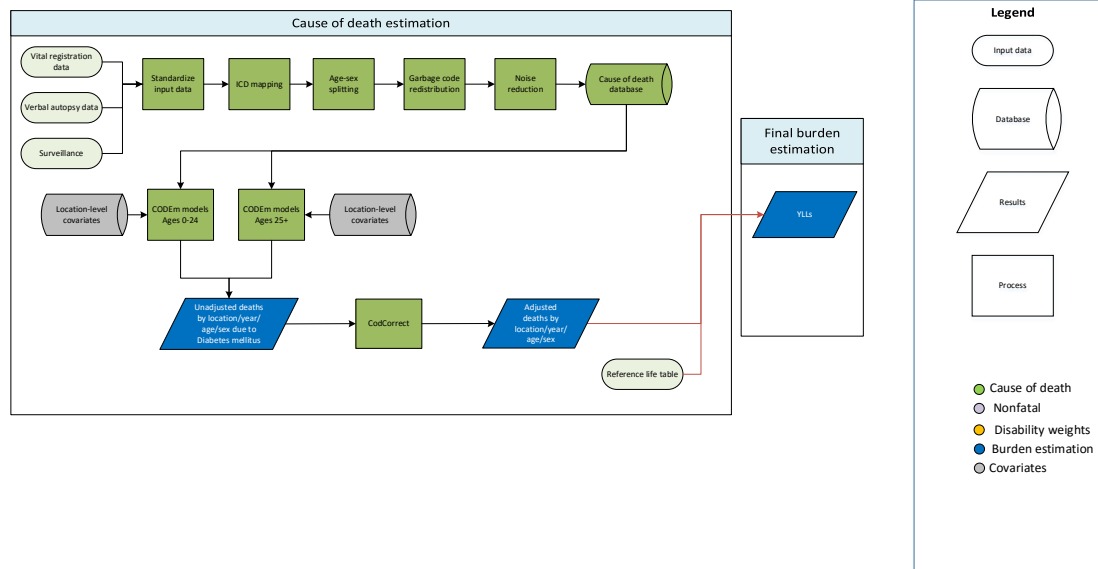 Cause of death estimation
Vital registration
data
Verbal autopsy data
Surveillance
Standardize
input data
ICD mapping
Age-sex
splitting
Garbage code
redistribution
Noise
reduction
Cause of death
database
Location-level
covariates
CODEm models
Ages 0-24
CODEm models
Ages 25+
Location-level
covariates
Unadjusted deaths
by location/year/
age/sex due to
Diabetes mellitus
CodCorrect
Adjusted
deaths by
location/year/
age/sex
Reference life table
Final burden
estimation
YLLs
Legend
Input data
Database
Results
Process
Cause of death
Nonfatal
Disability weights
Burden estimation
Covariates